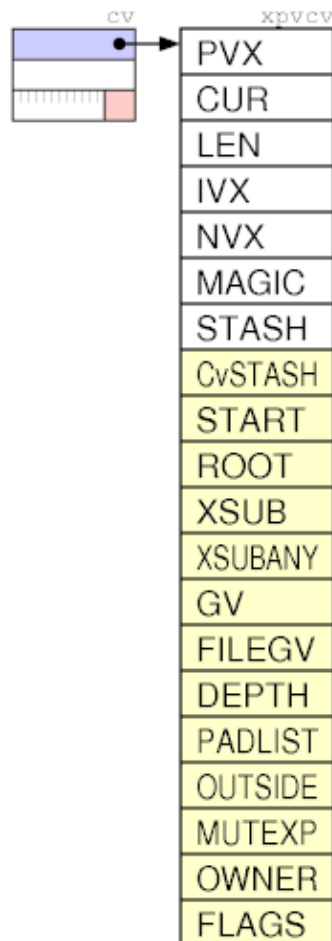 cv
xpvcv
PVX
CUR
LEN
IVX
NVX
MAGIC
STASH
CvSTASH
START
ROOT
XSUB
XSUBANY
GV
FILEGV
DEPTH
PADLIST
OUTSIDE
MUTEXP
OWNER
FLAGS